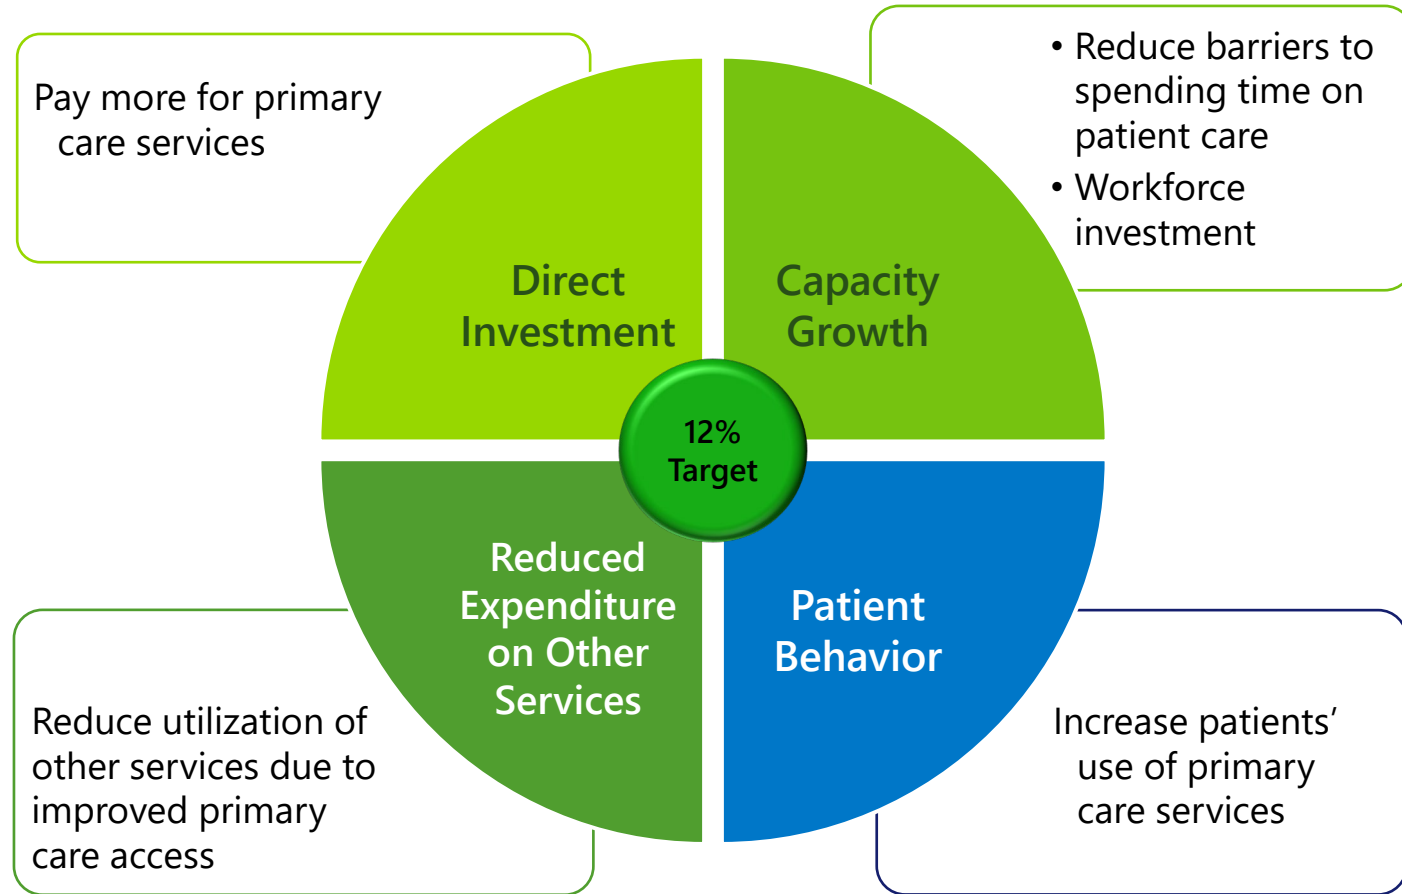 Pay more for primary
care services
• Reduce barriers to
spending time on
patient care
• Workforce
investment
Direct
Investment
Capacity
Growth
12%
Target
Reduced
Expenditure
on Other
Services
Patient
Behavior
Reduce utilization of
other services due to
improved primary
care access
Increase patients’
use of primary
care services